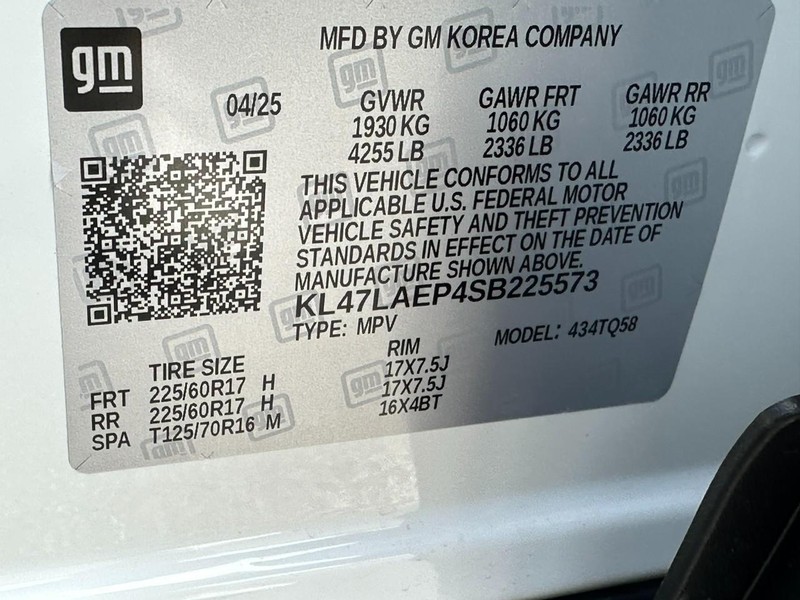 gm
MFD BY GM KOREA COMPANY
04/25
GVWR GAWR FRT GAWR RR
1930 KG 1060 KG 1060 KG
4255 LB 2336 LB 2336 LB
THIS VEHICLE CONFORMS TO ALL
APPLICABLE U.S. FEDERAL MOTOR
VEHICLE SAFETY AND THEFT PREVENTION
STANDARDS IN EFFECT ON THE DATE OF
MANUFACTURE SHOWN ABOVE.
KL47LAEP4SB225573
TYPE: MPV MODEL: 434TQ58
TIRE SIZE RIM
FRT 225/60R17 H 17X7.5J
RR 225/60R17 H 17X7.5J
SPA T125/70R16 M 16X4BT